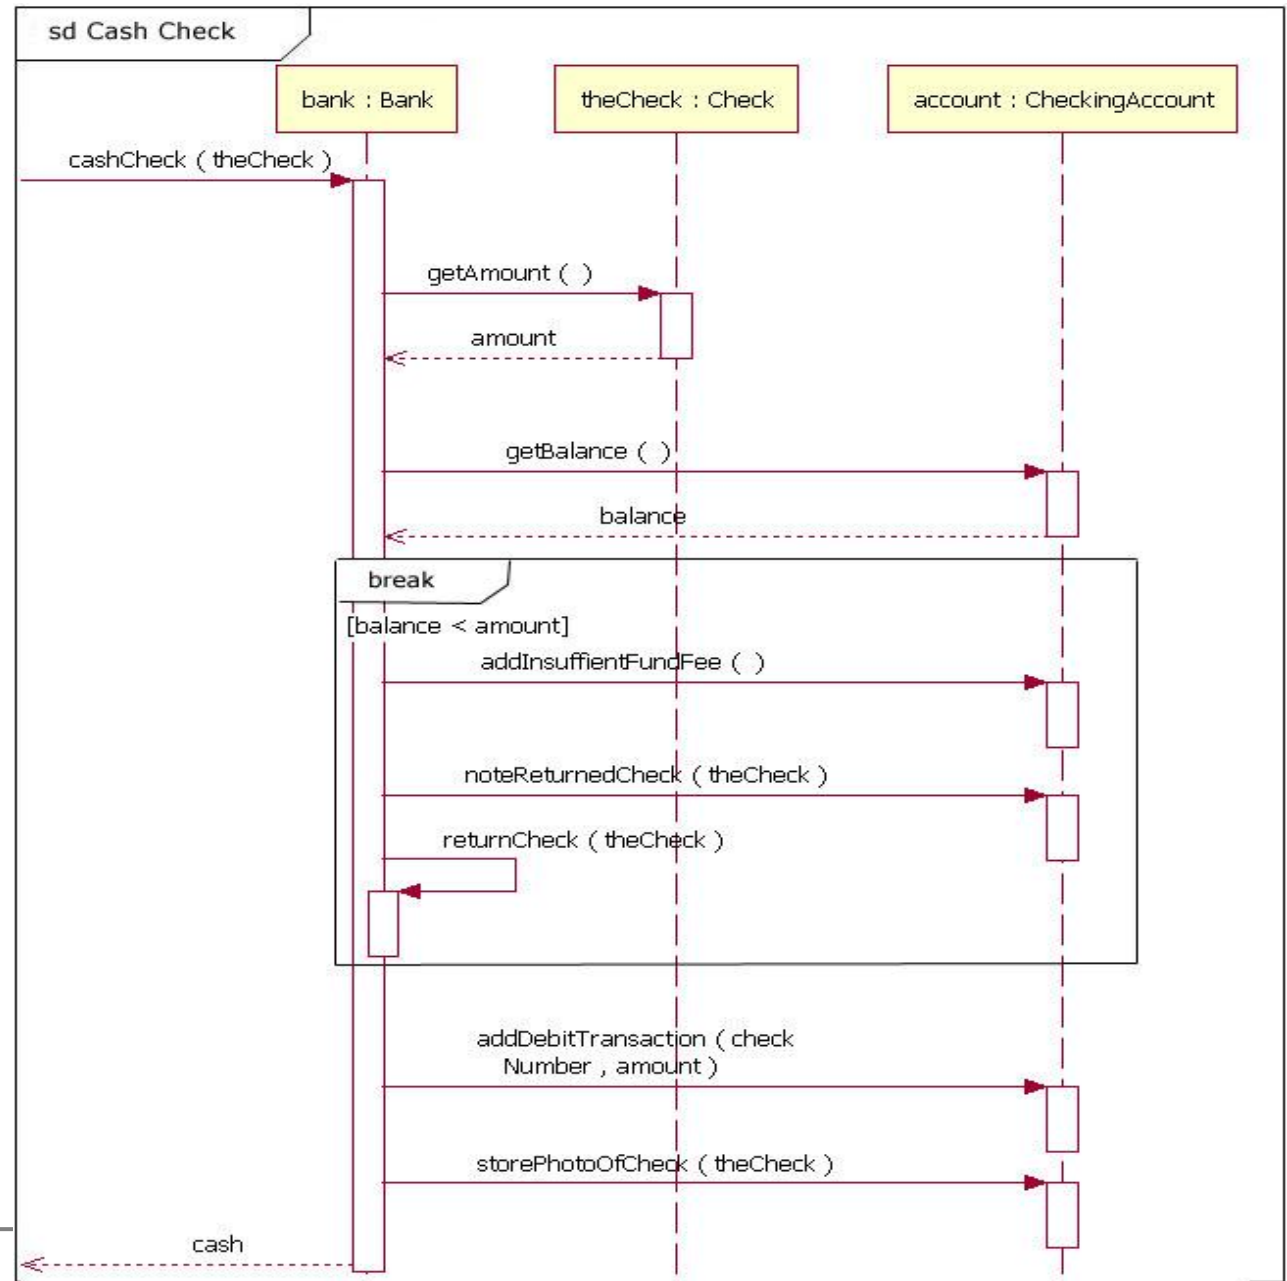 sd Cash Check
bank : Bank
theCheck : Check
account : CheckingAccount
cashCheck ( theCheck )
getAmount (  )
amount
getBalance (  )
balance
break
[balance < amount]
addInsuffientFundFee (  )
noteReturnedCheck ( theCheck )
returnCheck ( theCheck )
addDebitTransaction ( check
Number , amount )
storePhotoOfCheck ( theCheck )
cash